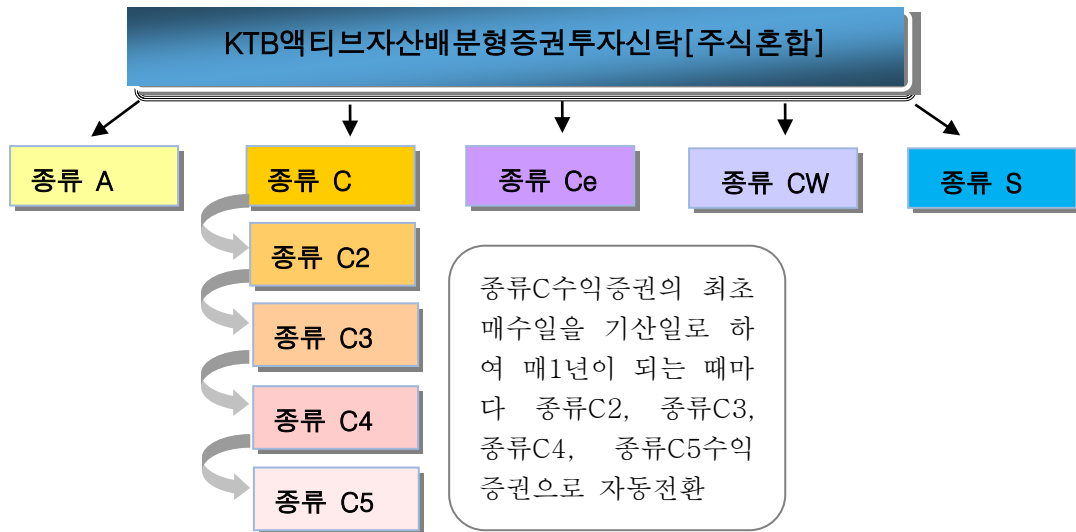 KTB액티브자산배분형증권투자신탁[주식혼합]
종류 A
종류 C
종류 Ce
종류 CW
종류 S
종류 C2
종류 C3
종류 C4
종류 C5
종류C수익증권의 최초
매수일을 기산일로 하
여 매1년이 되는 때마
다 종류C2, 종류C3,
종류C4, 종류C5수익
증권으로 자동전환